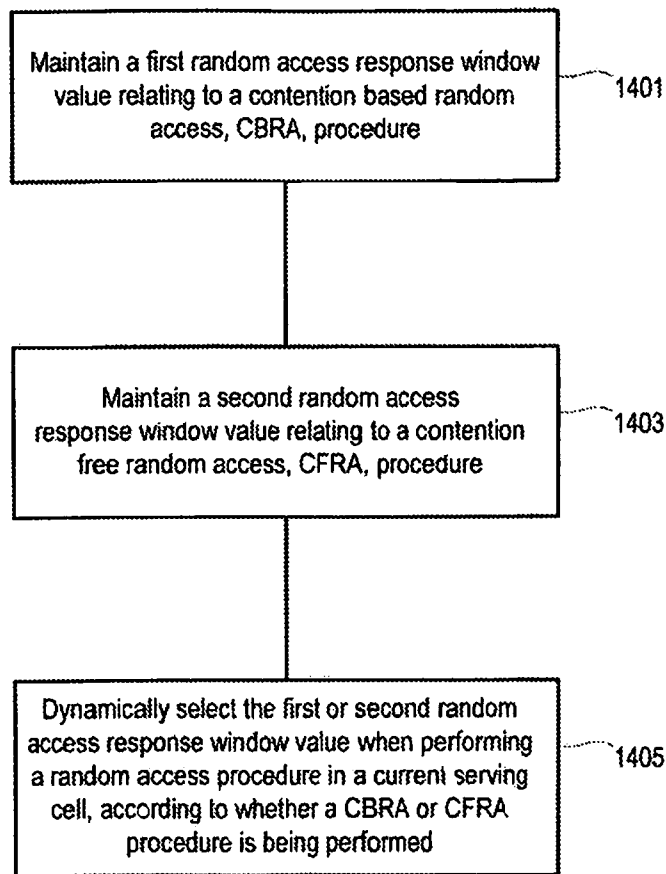 Maintain a first random access response window
value relating to a contention based random
access, CBRA, procedure
1401
Maintain a second random access
response window value relating to a contention
free random access, CFRA, procedure
1403
Dynamically select the first or second random
access response window value when performing
a random access procedure in a current serving
cell, according to whether a CBRA or CFRA
procedure is being performed
1405